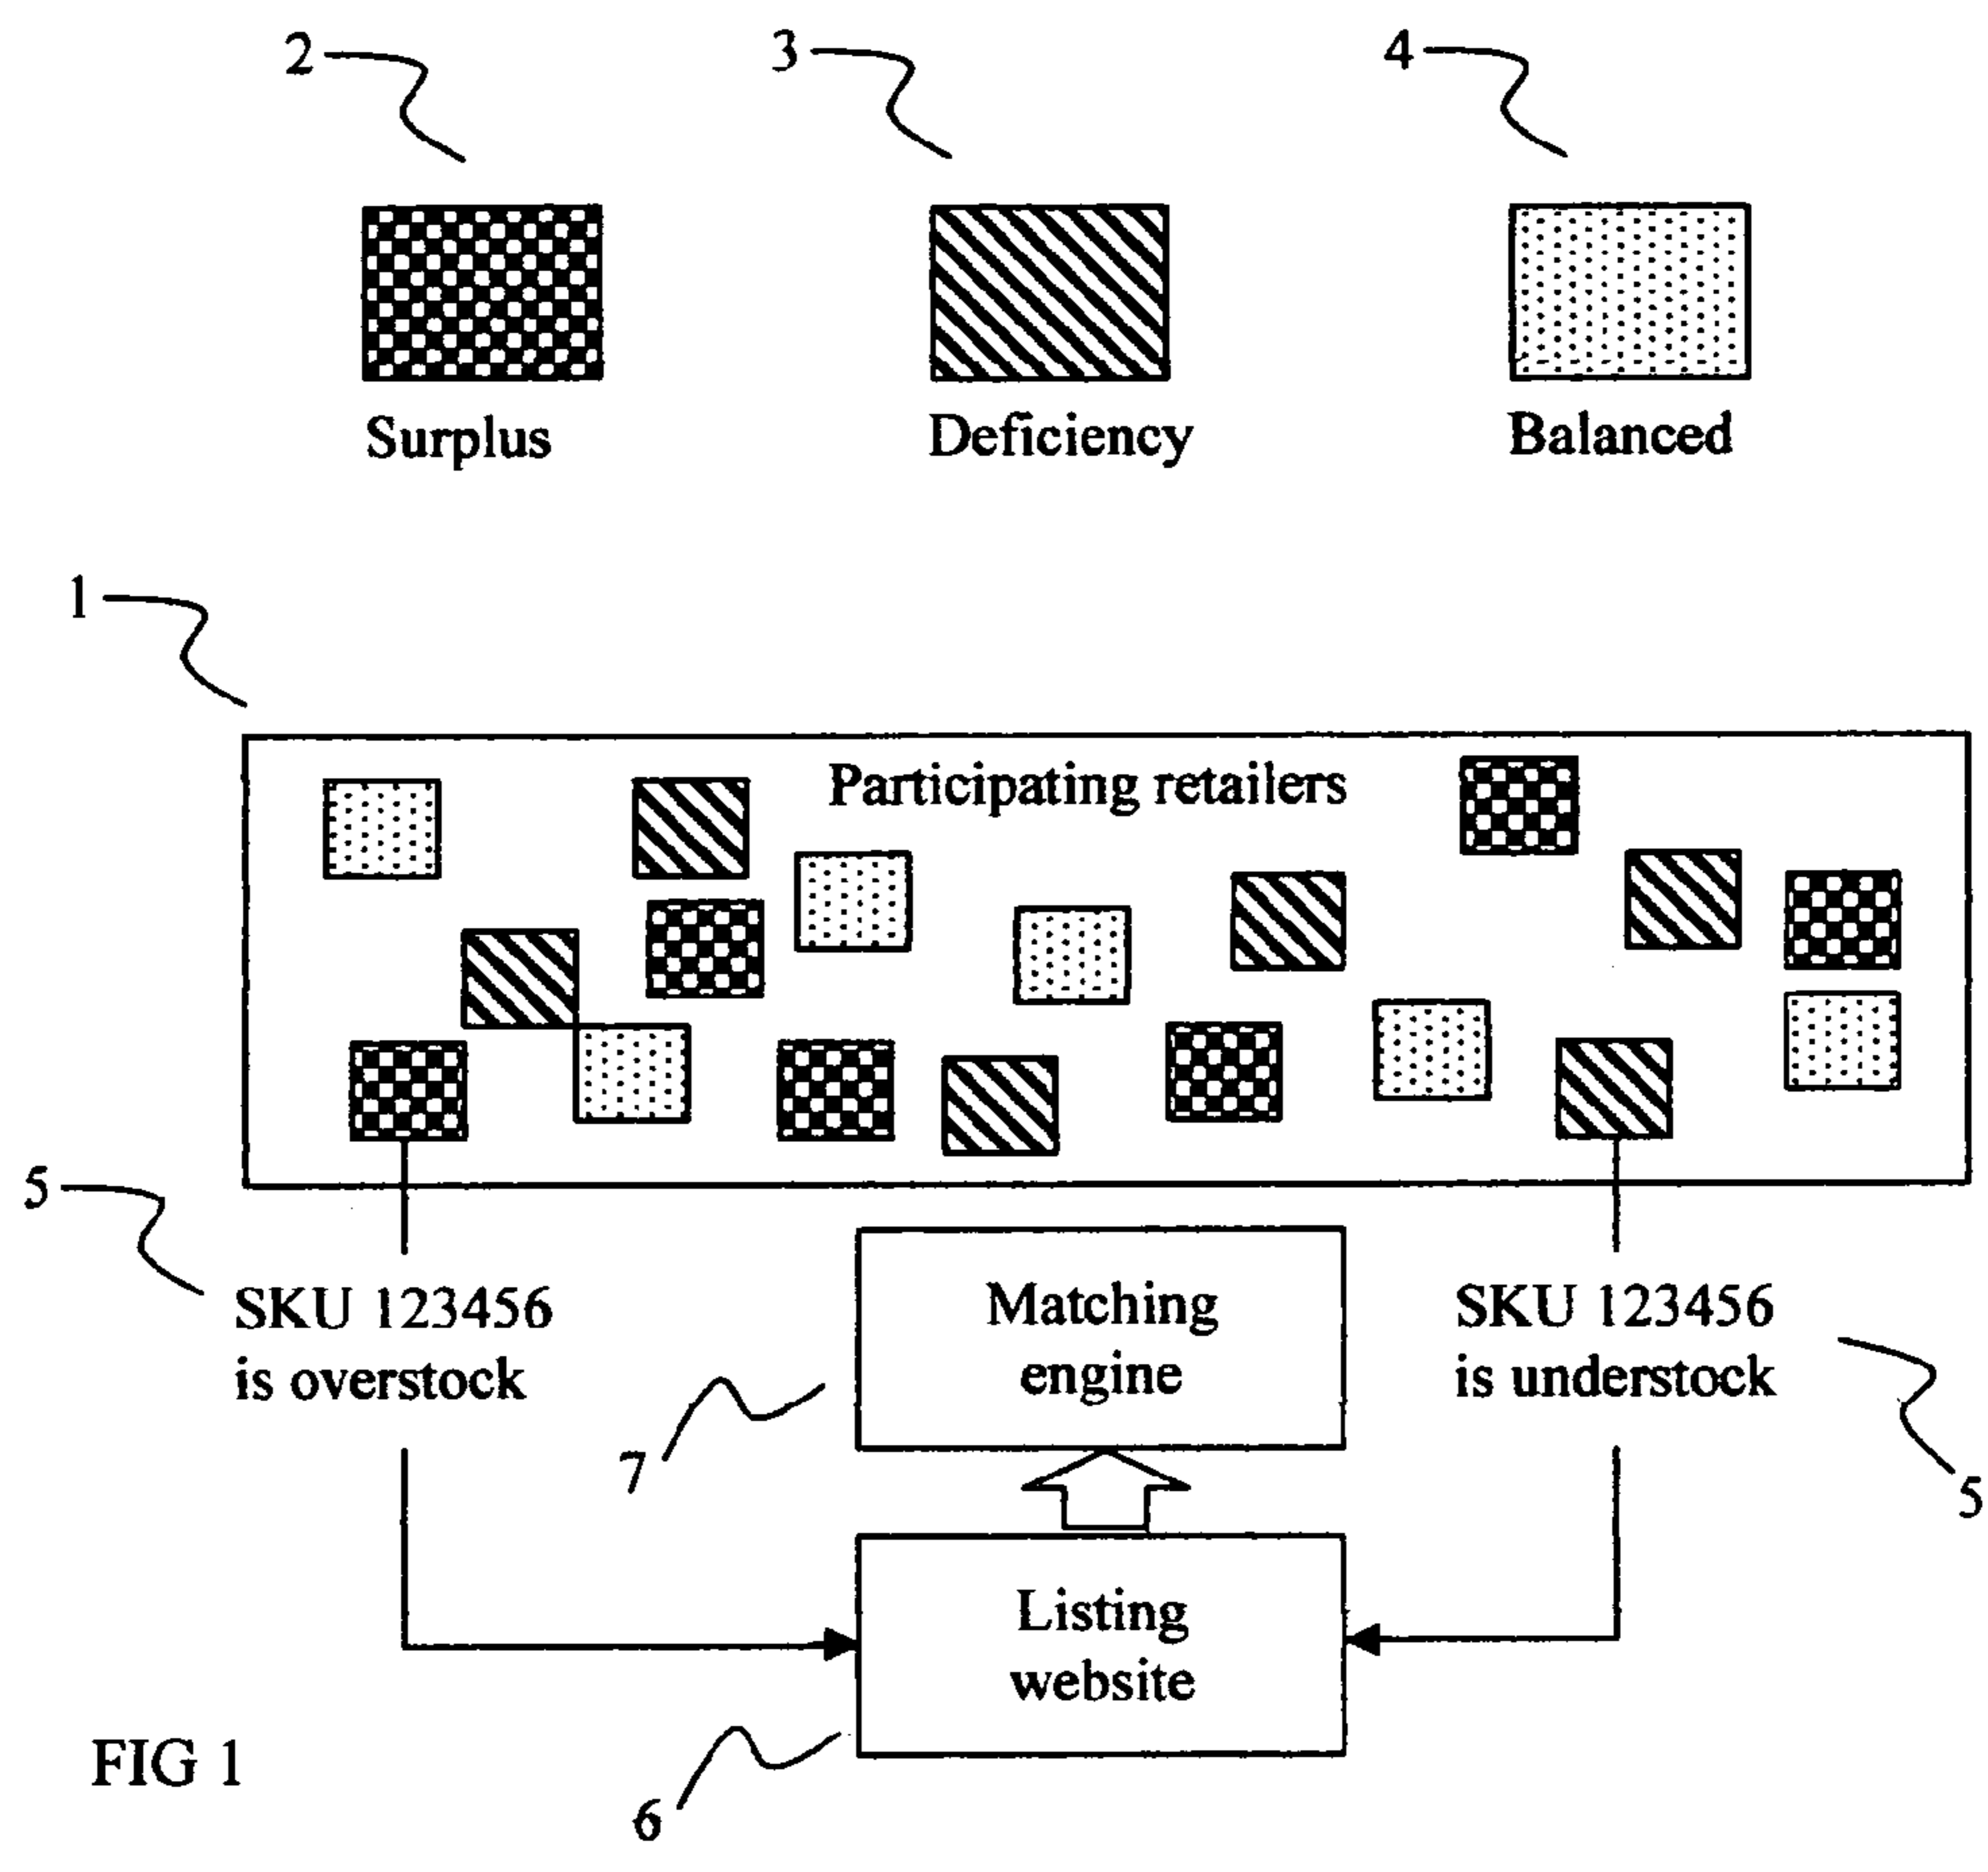 2
3
4
Surplus
Deficiency
Balanced
1
Participating retailers
5
SKU 123456
is overstock
Matching
engine
SKU 123456
is understock
7
5
Listing
website
FIG 1
6